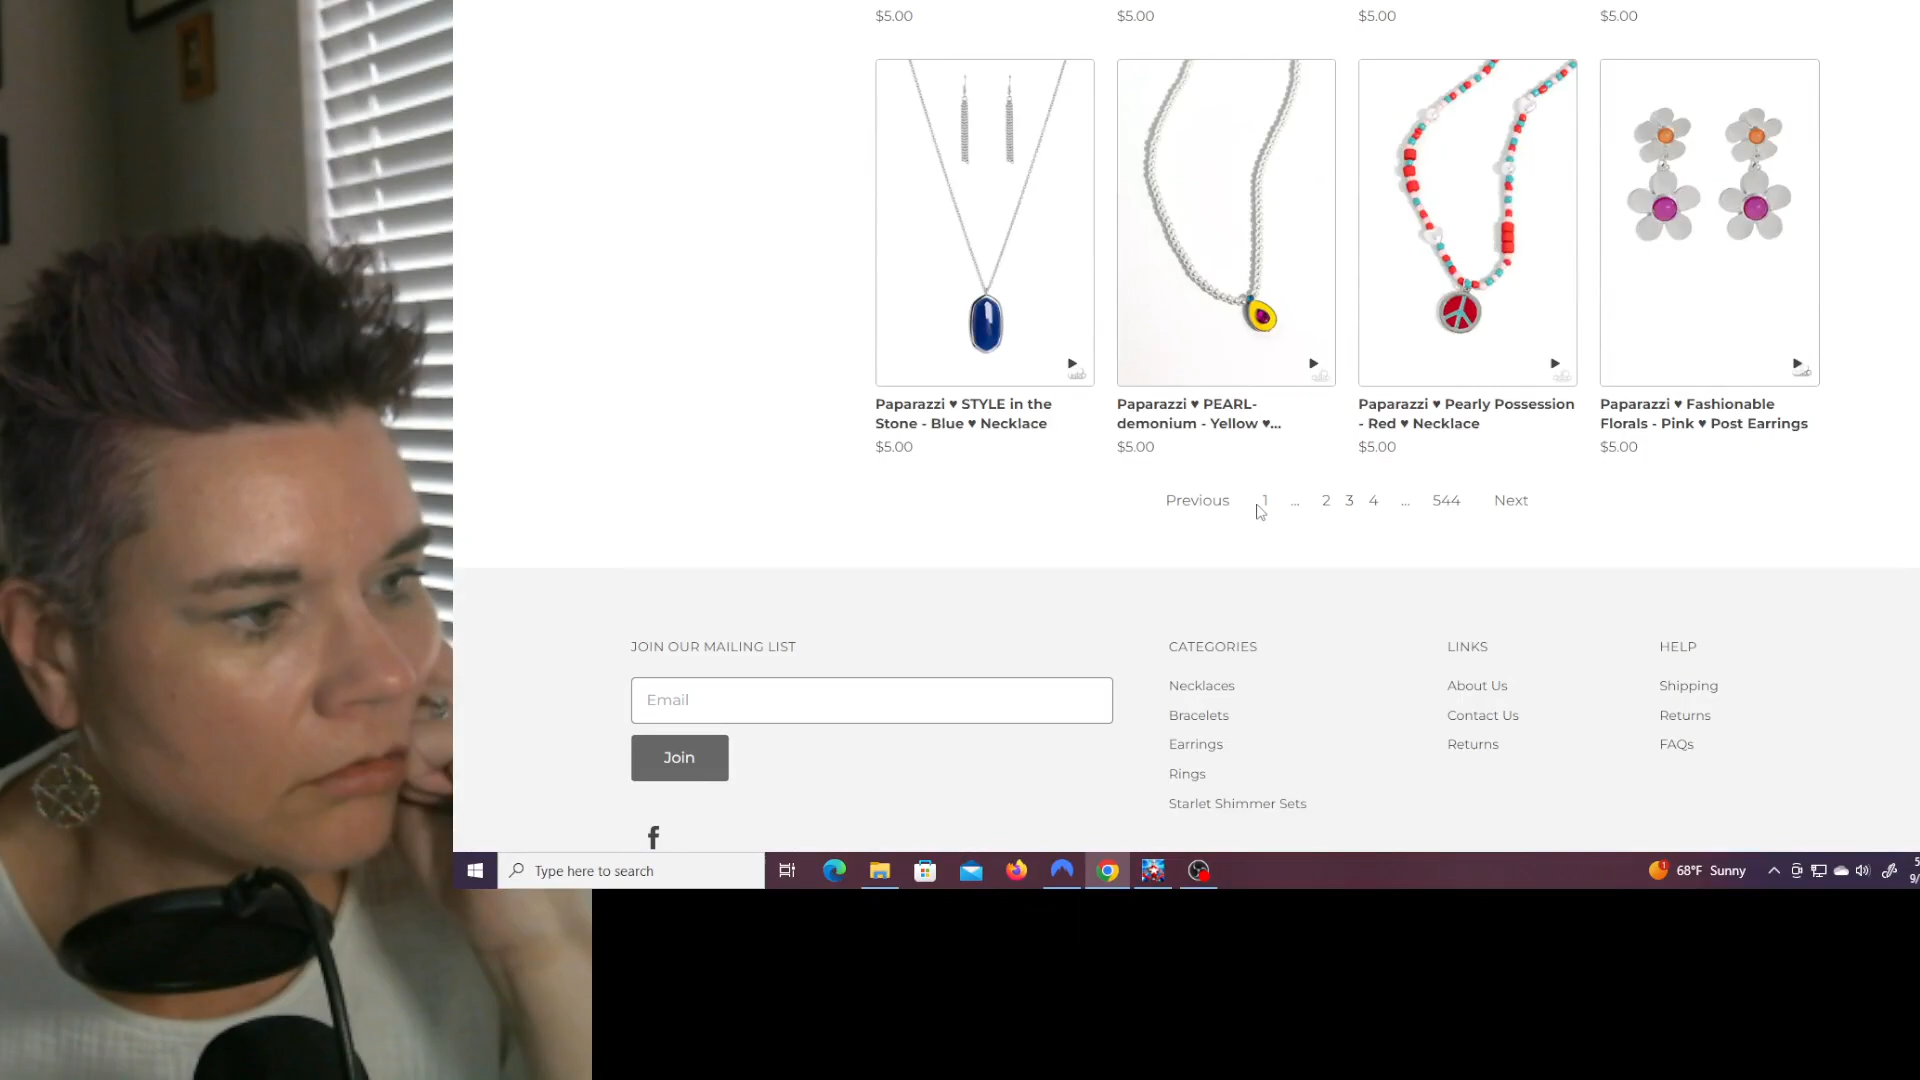 $5.00 $5.00 $5.00 $5.00
Paparazzi ♥ STYLE in the
Stone - Blue ♥ Necklace
$5.00
Paparazzi ♥ PEARL-
demonium - Yellow ♥...
$5.00
Paparazzi ♥ Pearly Possession
- Red ♥ Necklace
$5.00
Paparazzi ♥ Fashionable
Florals - Pink ♥ Post Earrings
$5.00
Previous 1 ... 2 3 4 ... 544 Next
JOIN OUR MAILING LIST
Email
Join
CATEGORIES
Necklaces
Bracelets
Earrings
Rings
Starlet Shimmer Sets
LINKS
About Us
Contact Us
Returns
HELP
Shipping
Returns
FAQs
Type here to search
1
68°F Sunny
5
9/